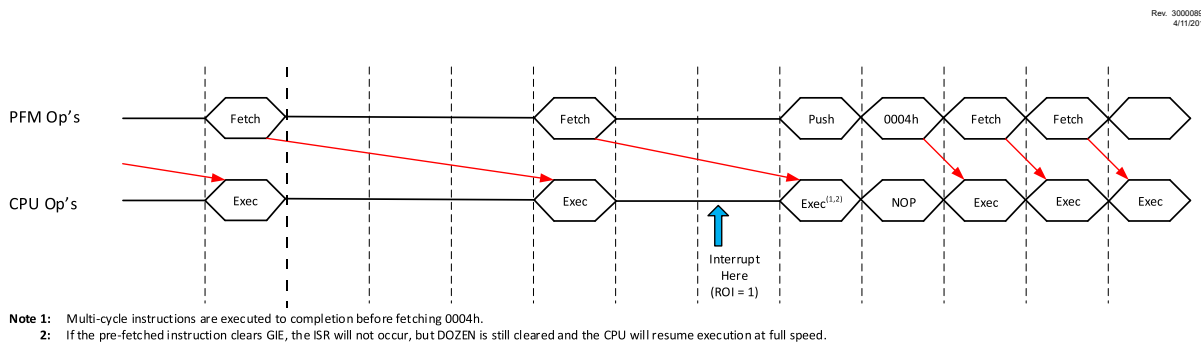 Rev. 3000089
4/11/201
PFM Op's
Fetch
Fetch
Push
0004h
Fetch
Fetch
CPU Op's
Exec
Exec
Exec(1,2)
NOP
Exec
Exec
Exec
Interrupt
Here
(ROI = 1)
Note 1: Multi-cycle instructions are executed to completion before fetching 0004h.
2: If the pre-fetched instruction clears GIE, the ISR will not occur, but DOZEN is still cleared and the CPU will resume execution at full speed.